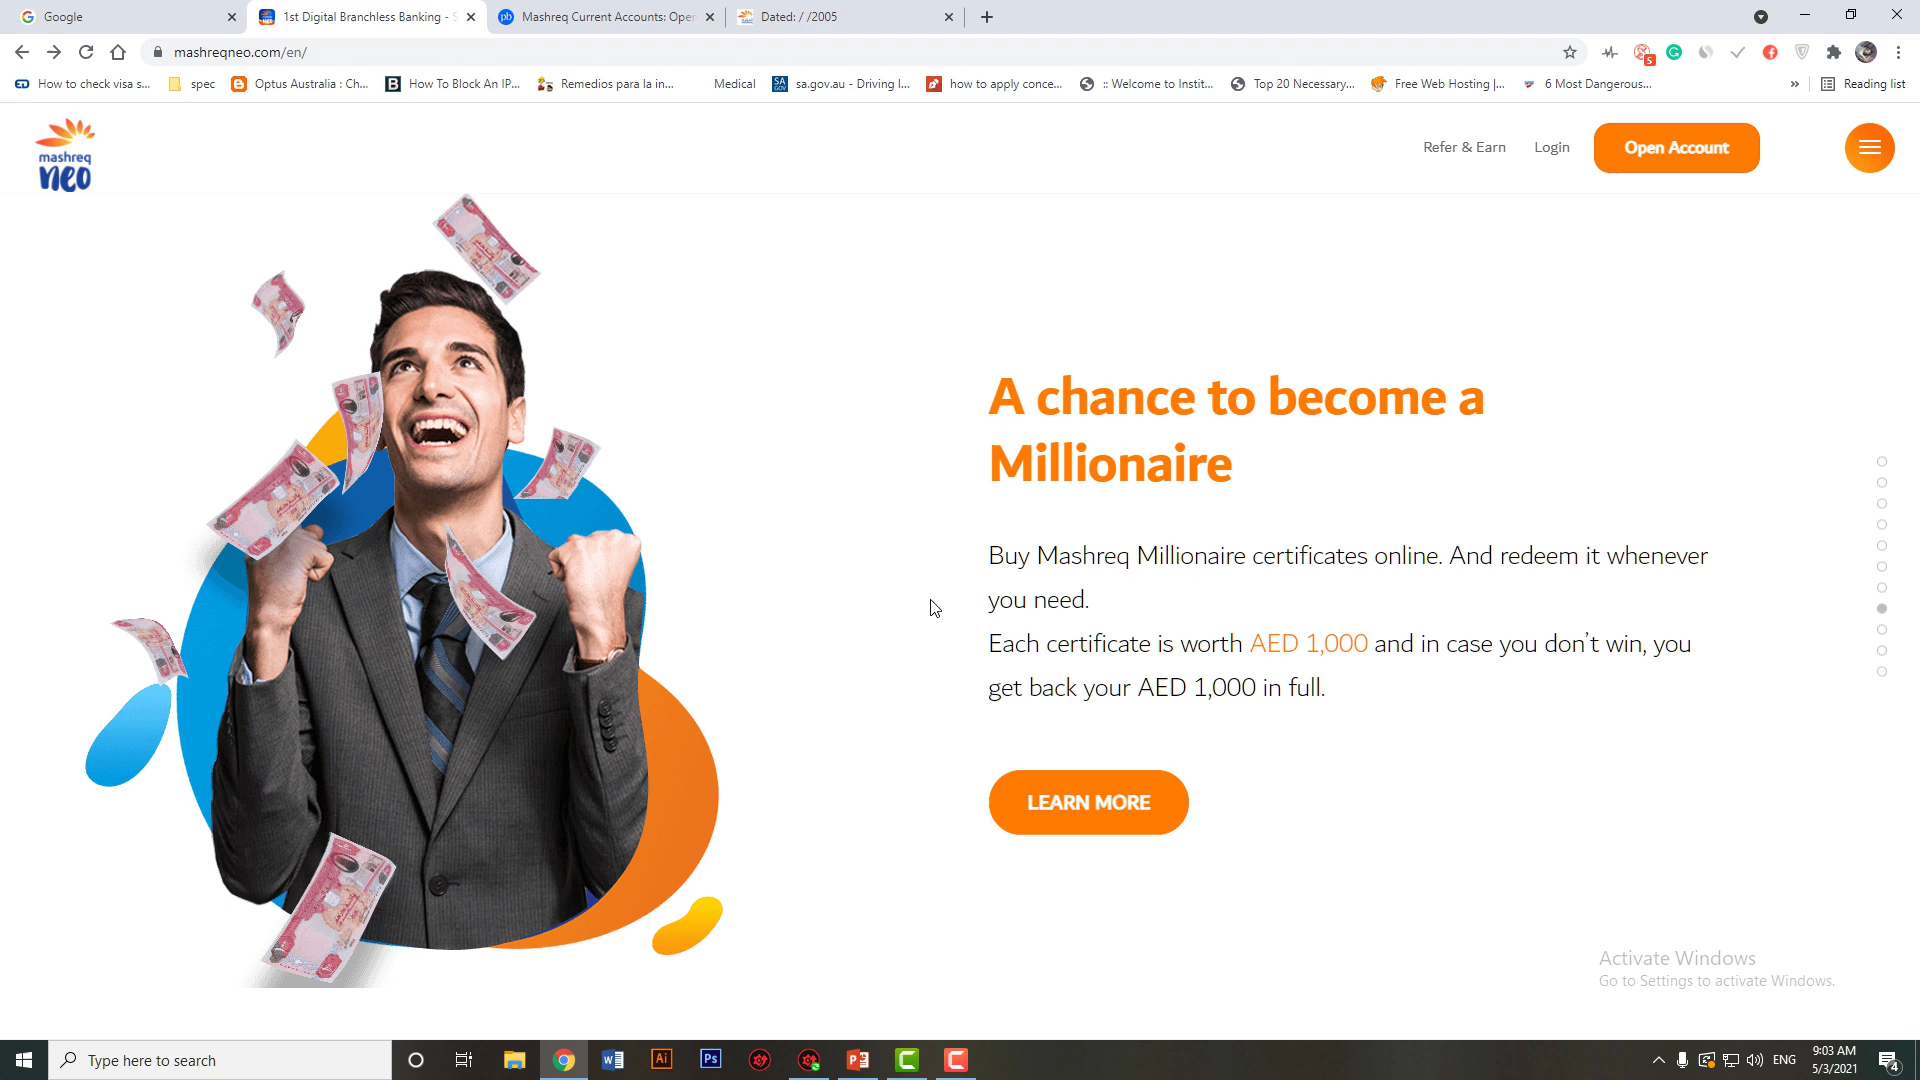 Google
1st Digital Branchless Banking - S
Mashreq Current Accounts: Oper
Dated: / /2005
mashreqneo.com/en/
5
How to check visa s...
spec
Optus Australia : Ch...
How To Block An IP...
Remedios para la in...
Medical
SA GOV
sa.gov.au - Driving l...
how to apply conce...
:: Welcome to Instit...
Top 20 Necessary...
Free Web Hosting |...
6 Most Dangerous...
»
Reading list
mashreq
neo
Refer & Earn
Login
Open Account
A chance to become a
Millionaire
Buy Mashreq Millionaire certificates online. And redeem it whenever
you need.
Each certificate is worth AED 1,000 and in case you don't win, you
get back your AED 1,000 in full.
LEARN MORE
Activate Windows
Go to Settings to activate Windows.
Type here to search
Ai
Ps
ENG
9:03 AM
5/3/2021
4